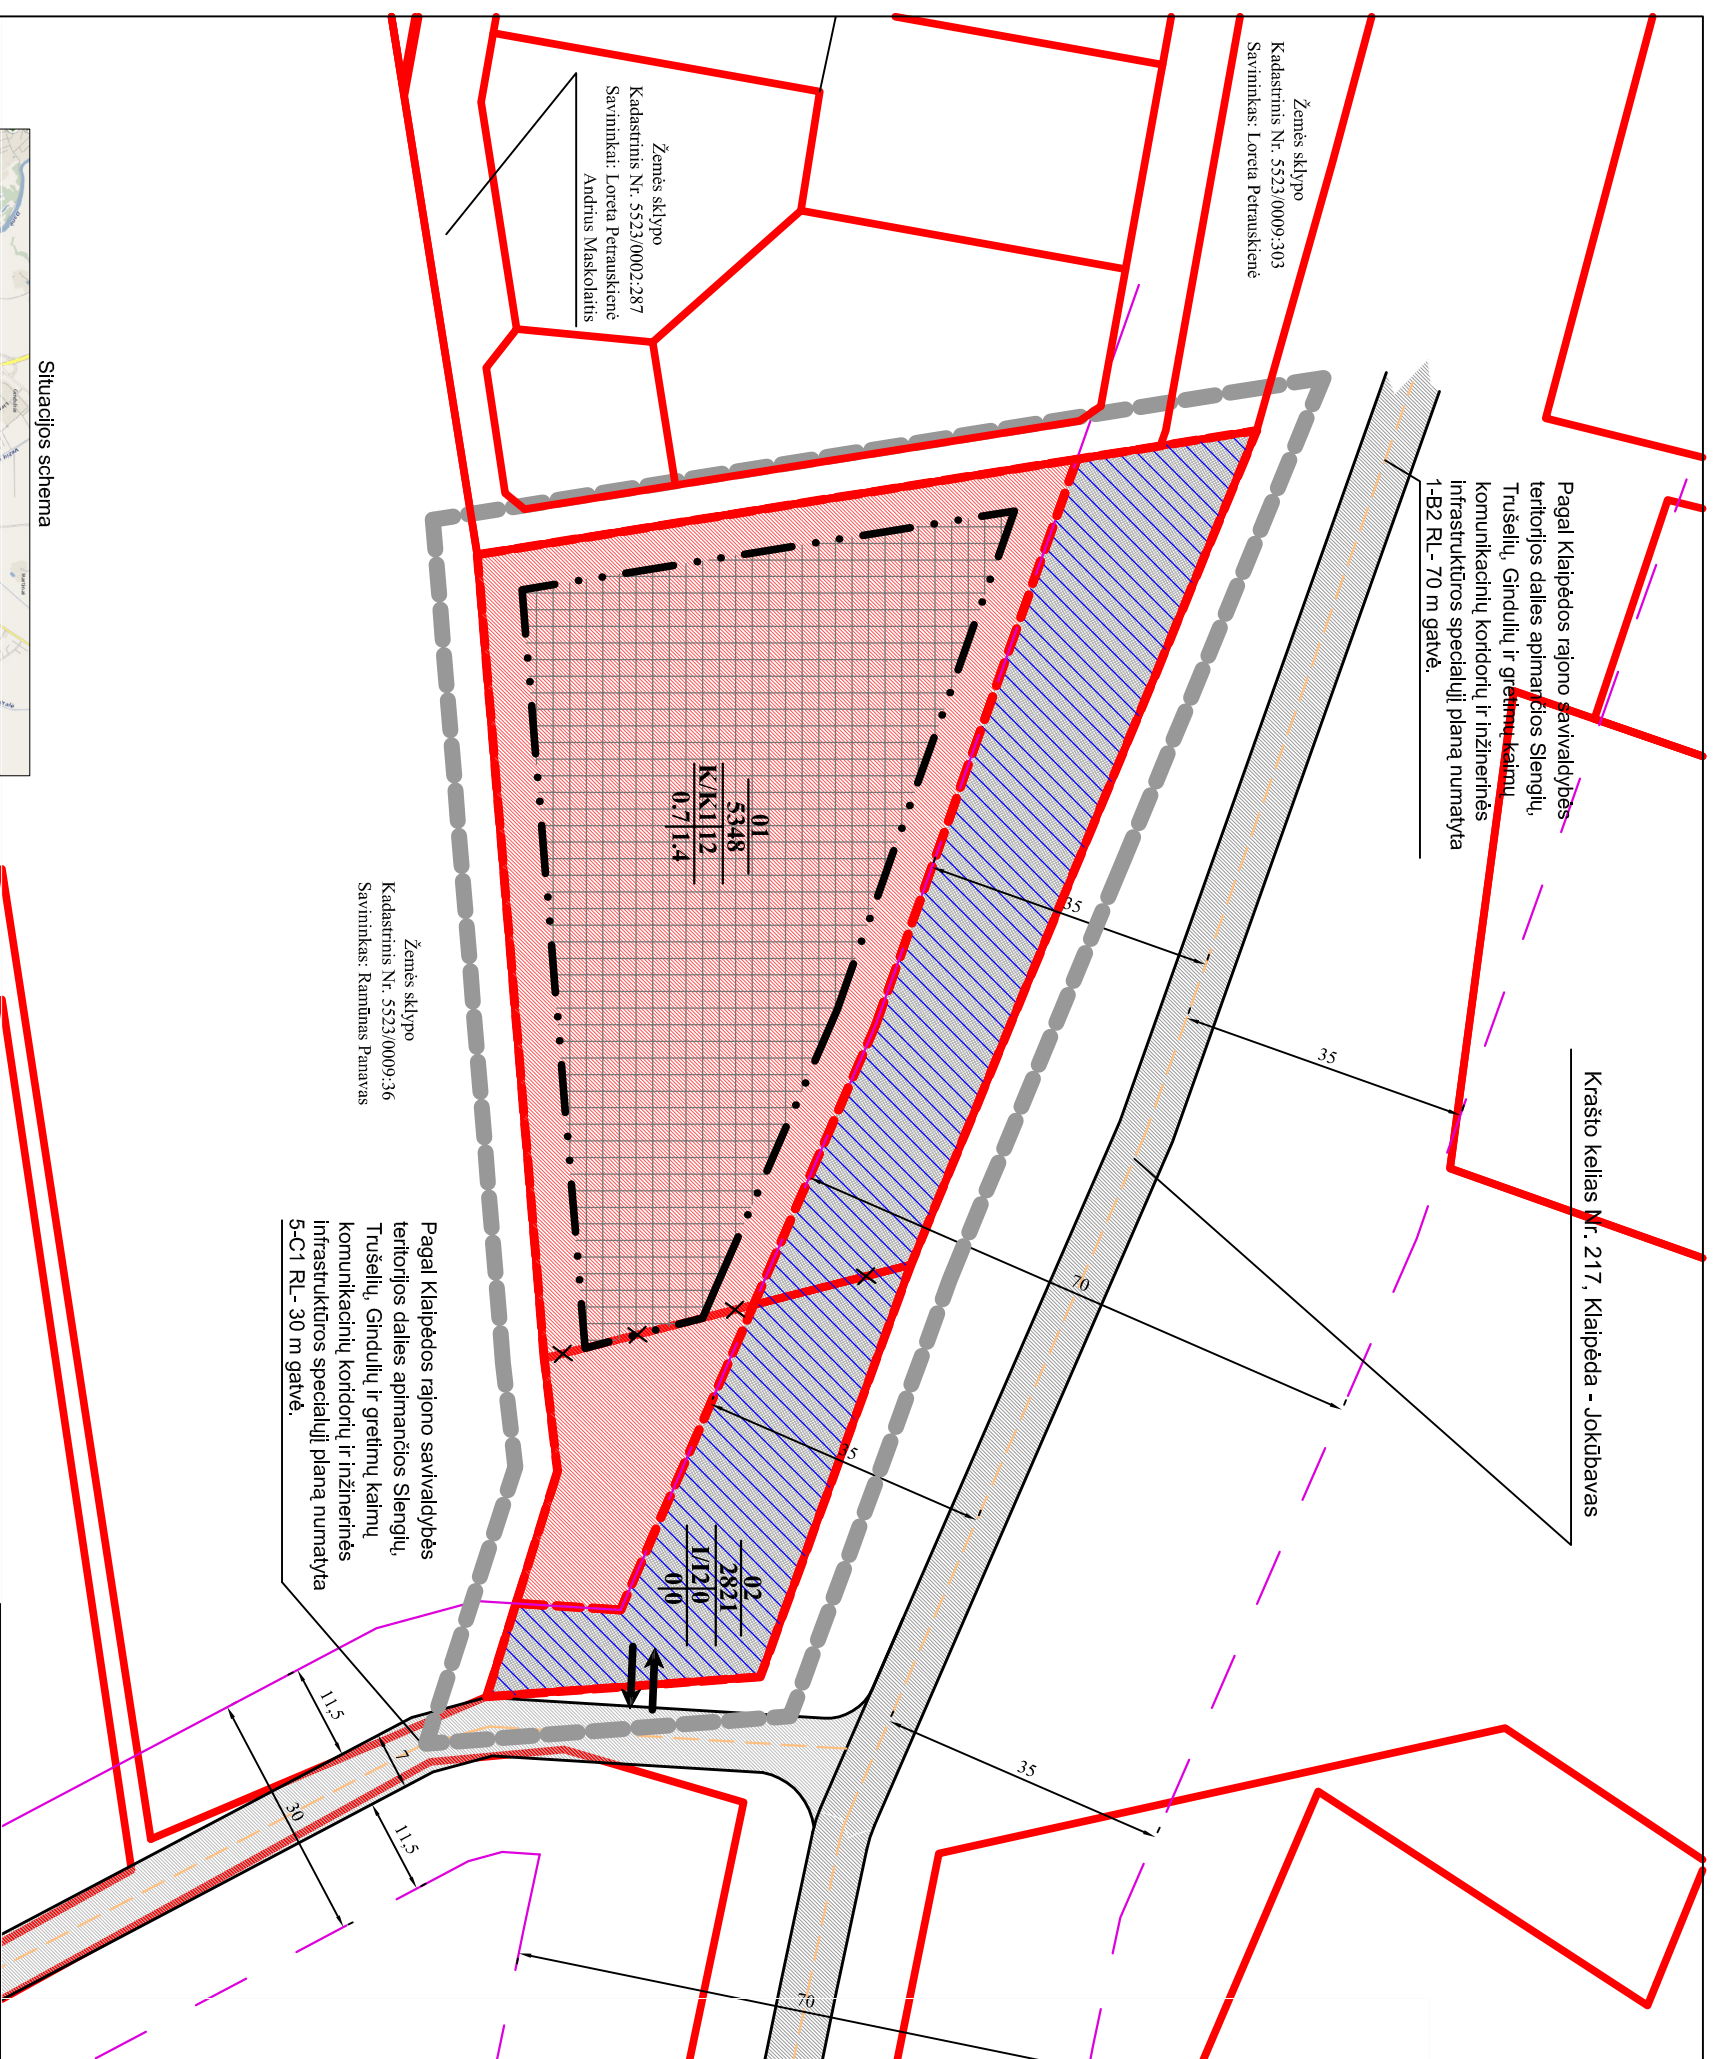 Žemės sklypo
Kadastrinis Nr. 5523/0009:303
Savininkas: Loreta Petrauskienė
Žemės sklypo
Kadastrinis Nr. 5523/0002:287
Savininkai: Loreta Petrauskienė
Andrius Maskolaitis
Situacijos schema
Pagal Klaipėdos rajono savivaldybės
teritorijos dalies apimančios Slengių,
Trušelių, Gindulių ir gretimų kaimų
komunikacinių koridorių ir inžinerinės
infrastruktūros specialųjį planą numatyta
1-B2 RL- 70 m gatvė.
Krašto kelias Nr. 217, Klaipėda - Jokūbavas
01
5348
K/K1 12
0.7 1.4
35
35
70
35
35
70
Žemės sklypo
Kadastrinis Nr. 5523/0009:36
Savininkas: Ramūnas Panavas
Pagal Klaipėdos rajono savivaldybės
teritorijos dalies apimančios Slengių,
Trušelių, Gindulių ir gretimų kaimų
komunikacinių koridorių ir inžinerinės
infrastruktūros specialųjį planą numatyta
5-C1 RL- 30 m gatvė.
02
2821
I/I2 0
0 0
11,5
7
30
11,5